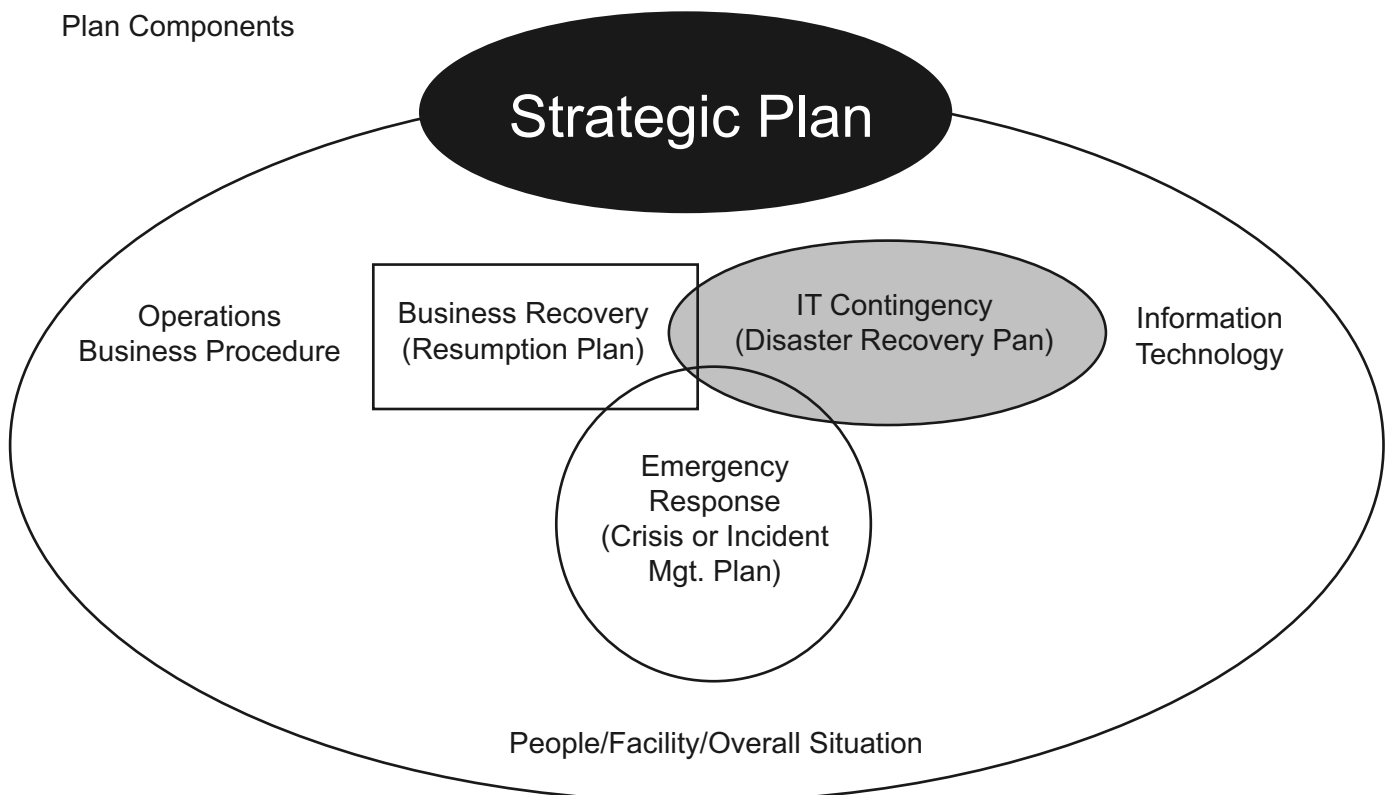 Plan Components
Strategic Plan
Operations
Business Procedure
Business Recovery
(Resumption Plan)
IT Contingency
(Disaster Recovery Pan)
Information
Technology
Emergency
Response
(Crisis or Incident
Mgt. Plan)
People/Facility/Overall Situation